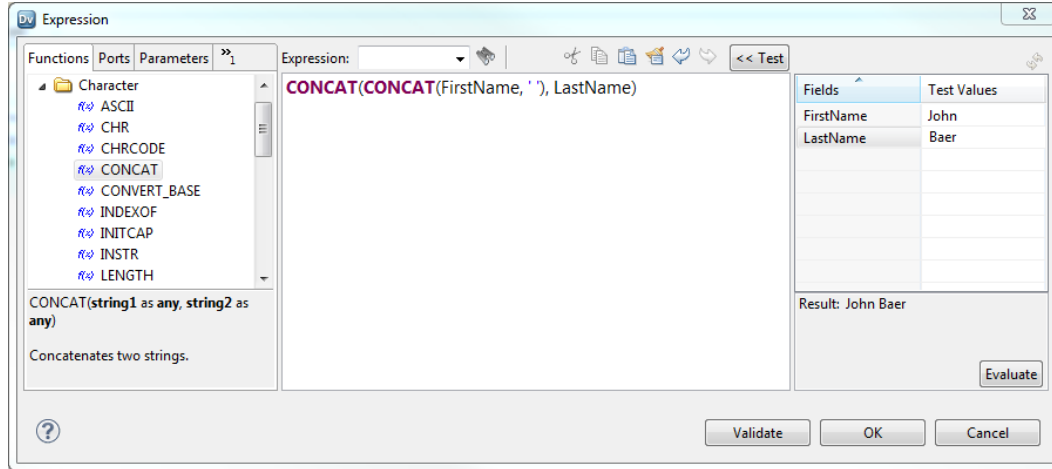 Dv Expression
Functions Ports Parameters »1
Expression:
<< Test
Character
f(x) ASCII
f(x) CHR
f(x) CHRCODE
f(x) CONCAT
f(x) CONVERT_BASE
f(x) INDEXOF
f(x) INITCAP
f(x) INSTR
f(x) LENGTH
CONCAT(string1 as any, string2 as
any)
Concatenates two strings.
CONCAT(CONCAT(FirstName, ' '), LastName)
Fields Test Values
FirstName John
LastName Baer
Result: John Baer
Evaluate
?
Validate OK Cancel